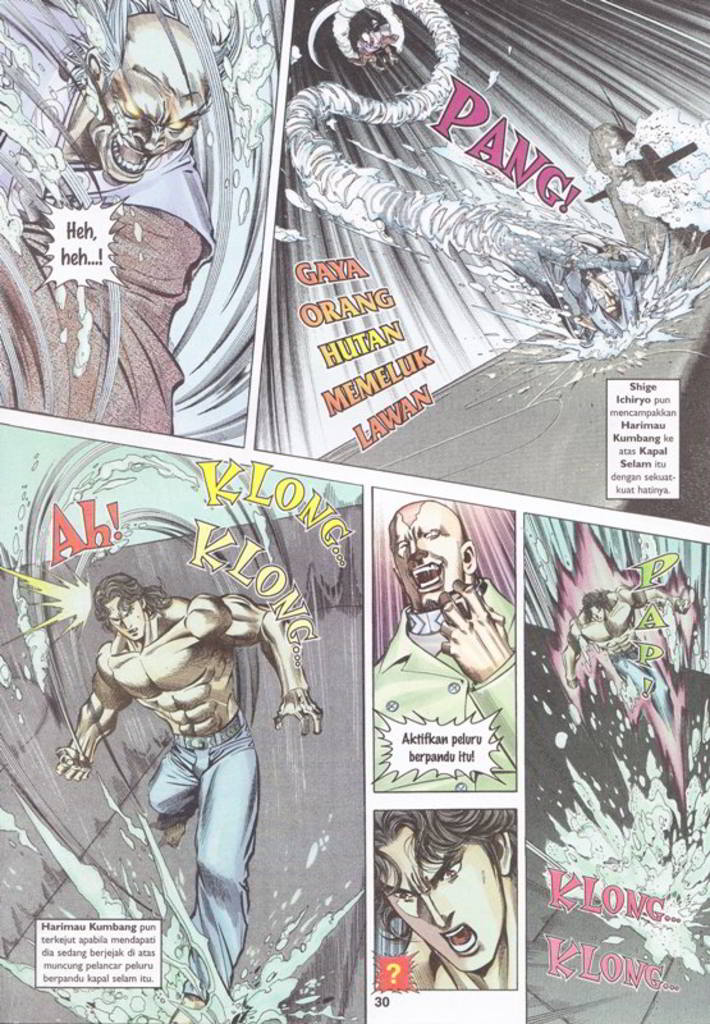 Heh,
heh...!
PANG!
GAYA
ORANG
HUTAN
MEMELUK
LAWAN
Shige
Ichiryo pun
mencampakkan
Harimau
Kumbang ke
atas Kapal
Selam itu
dengan sekuat-
kuat hatinya.
Ah!
KLONG...
KLONG...
Harimau Kumbang pun
terkejut apabila mendapati
dia sedang berjejak di atas
muncung pelancar peluru
berpandu kapal selam itu.
Aktifkan peluru
berpandu itu!
?
PAP!
KLONG...
KLONG...
30